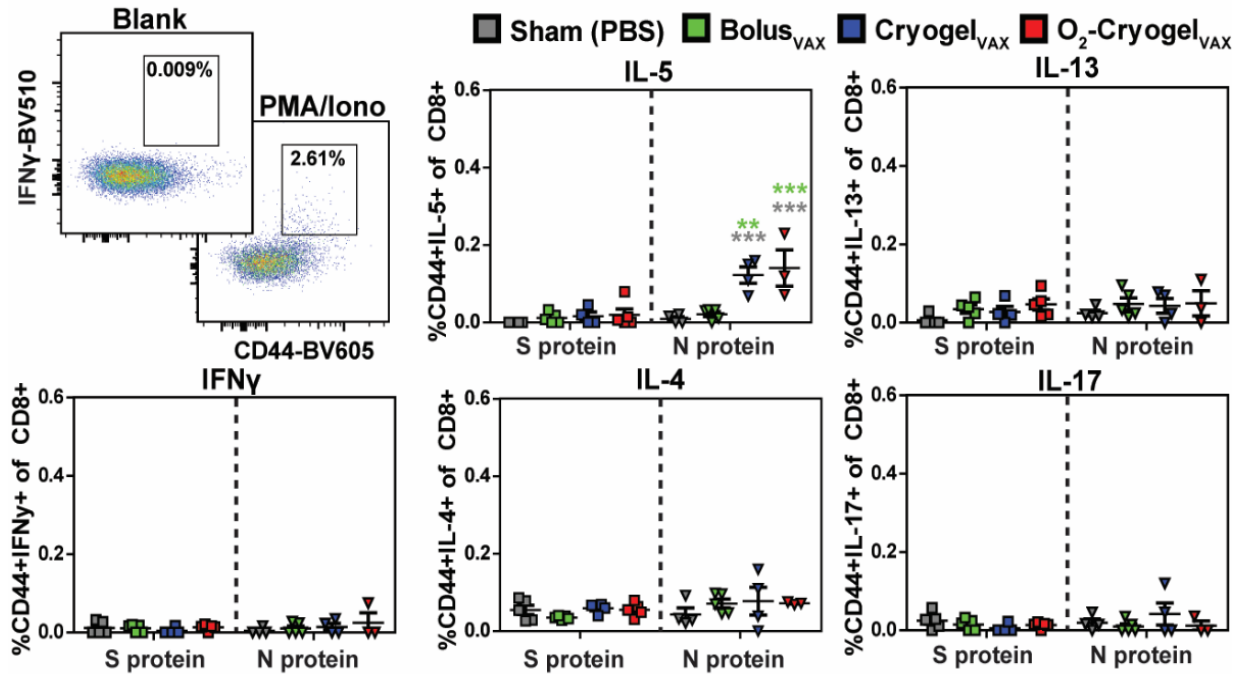 Blank
0.009%
IFNγ-BV510
PMA/Iono
2.61%
CD44-BV605
Sham (PBS) BolusVAX CryogelVAX O2-CryogelVAX
IL-5
%CD44+IL-5+ of CD8+
0.6
0.4
0.2
0.0
** ***
*** ***
S protein N protein
IL-13
%CD44+IL-13+ of CD8+
0.6
0.4
0.2
0.0
S protein N protein
IFNγ
%CD44+IFNγ+ of CD8+
0.6
0.4
0.2
0.0
S protein N protein
IL-4
%CD44+IL-4+ of CD8+
0.6
0.4
0.2
0.0
S protein N protein
IL-17
%CD44+IL-17+ of CD8+
0.6
0.4
0.2
0.0
S protein N protein